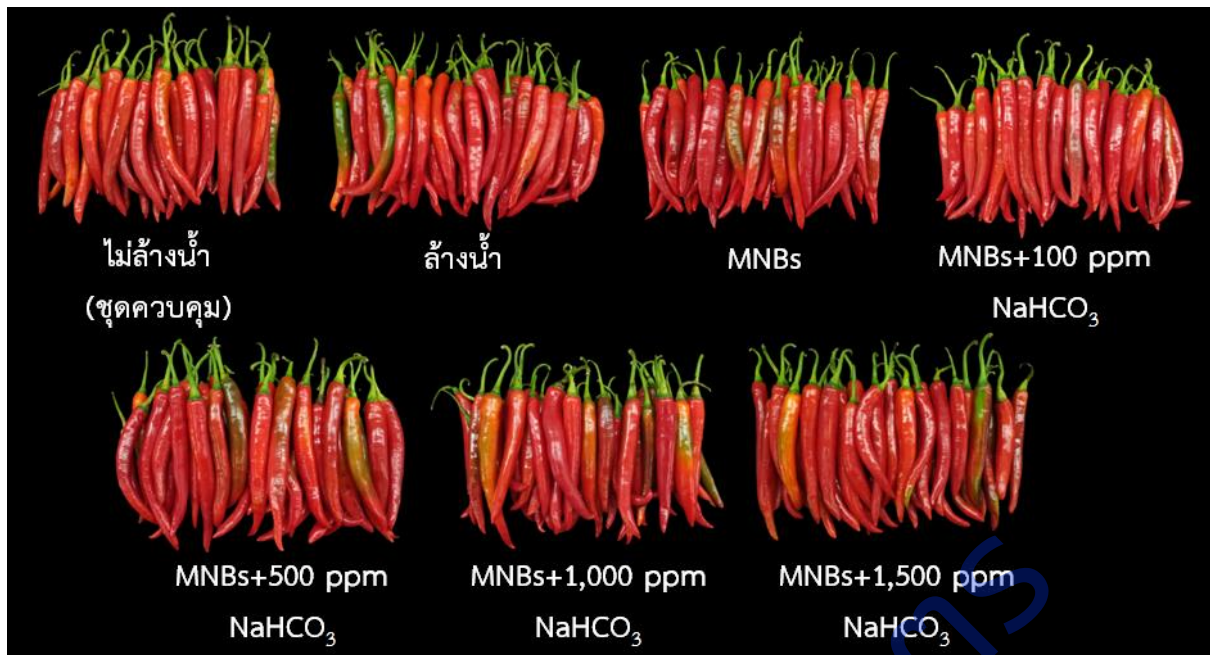 ไม่ล้างน้ำ
(ชุดควบคุม)
ล้างน้ำ
MNBs
MNBs+100 ppm
NaHCO₃
MNBs+500 ppm
NaHCO₃
MNBs+1,000 ppm
NaHCO₃
MNBs+1,500 ppm
NaHCO₃